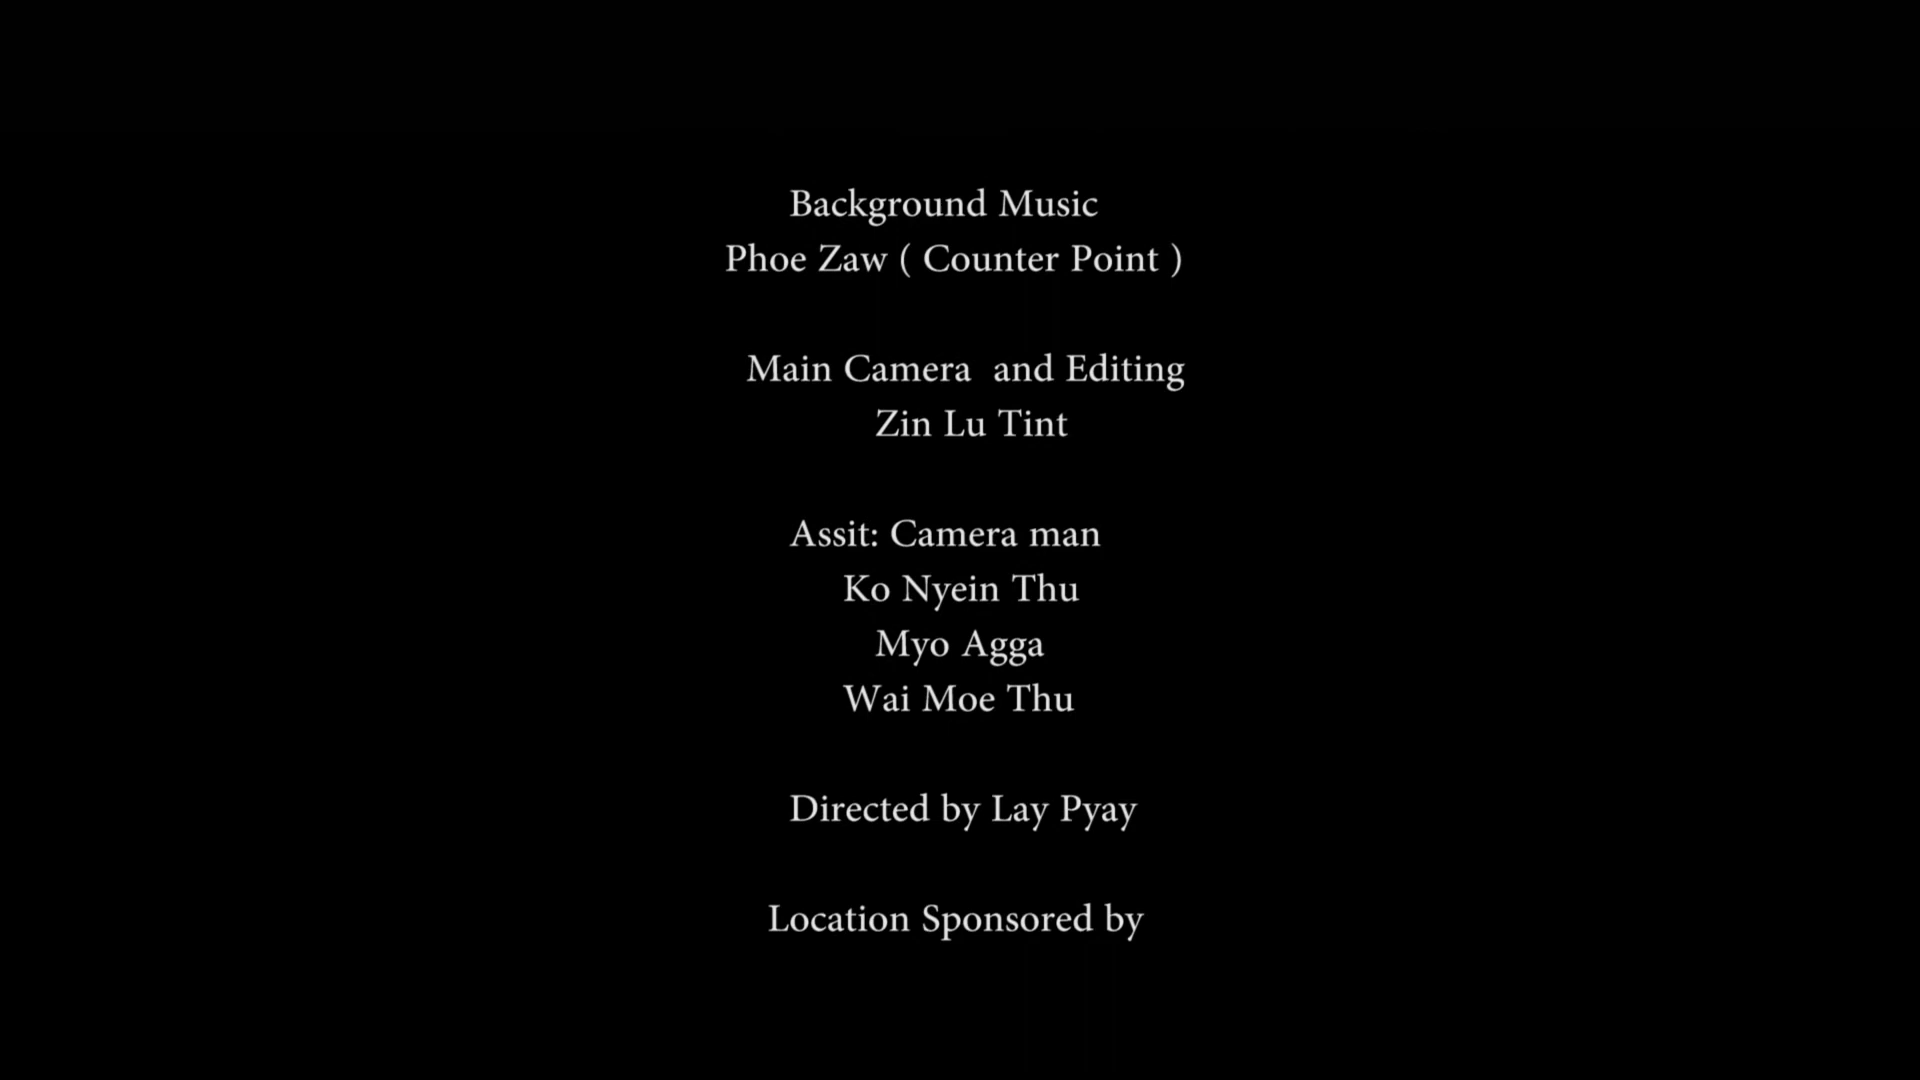 Background Music
Phoe Zaw ( Counter Point )
Main Camera  and Editing
Zin Lu Tint
Assit: Camera man
Ko Nyein Thu
Myo Agga
Wai Moe Thu
Directed by Lay Pyay
Location Sponsored by